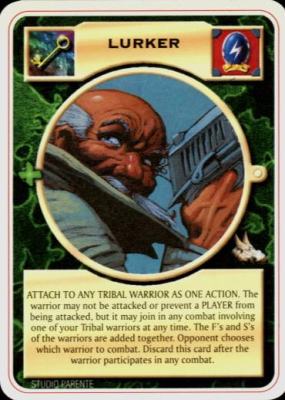 LURKER
ATTACH TO ANY TRIBAL WARRIOR AS ONE ACTION. The
warrior may not be attacked or prevent a PLAYER from
being attacked, but it may join in any combat involving
one of your Tribal warriors at any time. The F's and S's
of the warriors are added together. Opponent chooses
which warrior to combat. Discard this card after the
warrior participates in any combat.
STUDIO PARENTE